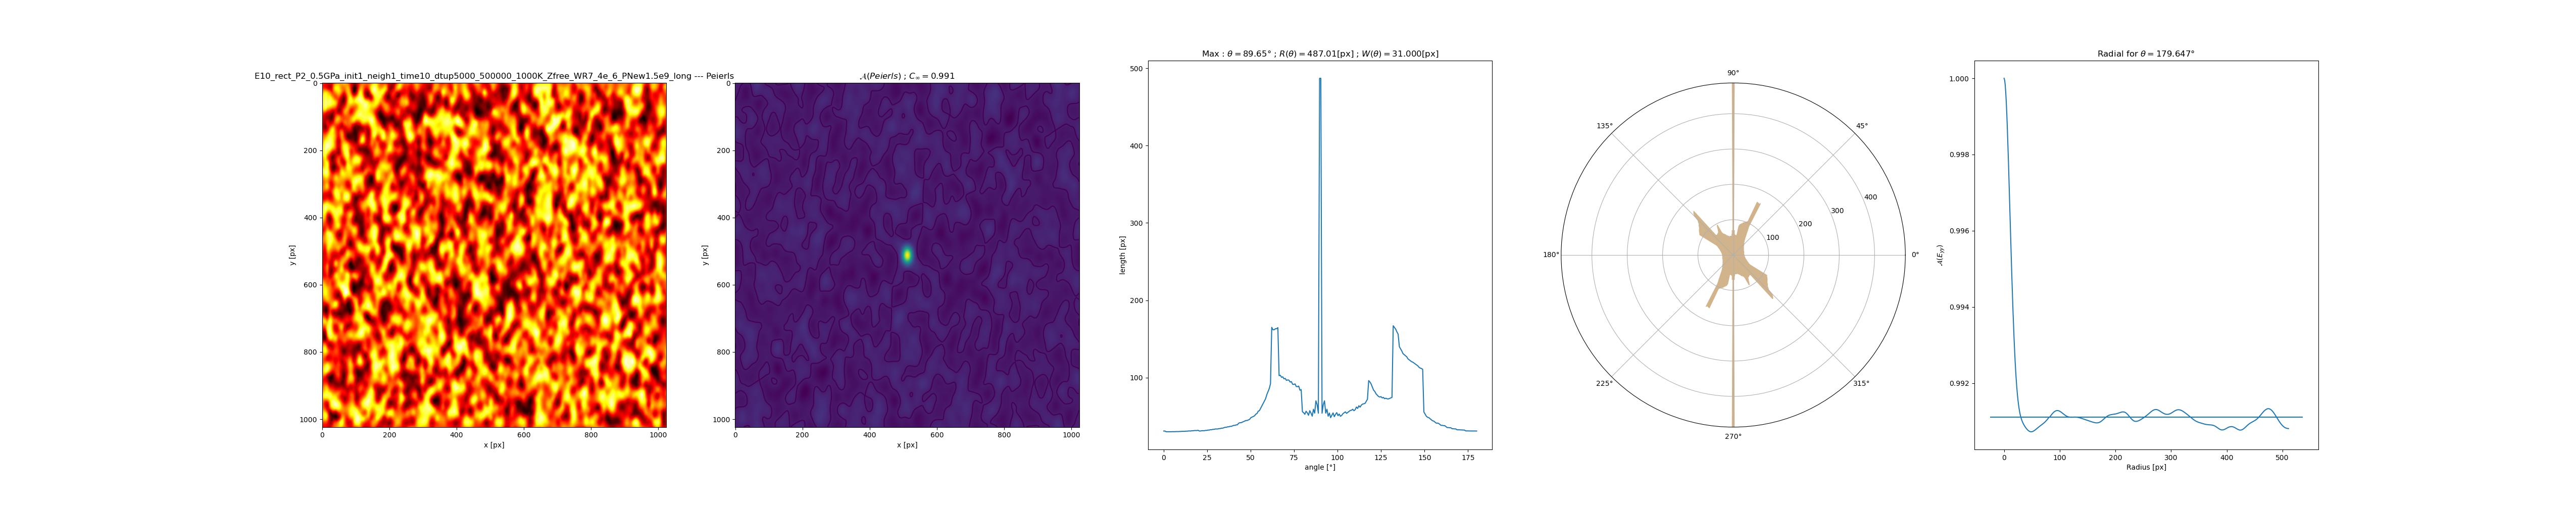 E10_rect_P2_0.5GPa_init1_neigh1_time10_dtup5000_500000_1000K_Zfree_WR7_4e_6_PNew1.5e9_long --- Peierls
0
200
400
600
800
1000
y [px]
0 200 400 600 800 1000
x [px]
𝒜(Peierls) ; C∞ = 0.991
0
200
400
600
800
1000
y [px]
0 200 400 600 800 1000
x [px]
Max : θ = 89.65° ; R(θ) = 487.01[px] ; W(θ) = 31.000[px]
500
400
300
200
100
length [px]
0 25 50 75 100 125 150 175
angle [°]
90°
135° 45°
400
300
200
100
180° 0°
225° 315°
270°
Radial for θ = 179.647°
1.000
0.998
0.996
0.994
0.992
𝒜(Eyy)
0 100 200 300 400 500
Radius [px]